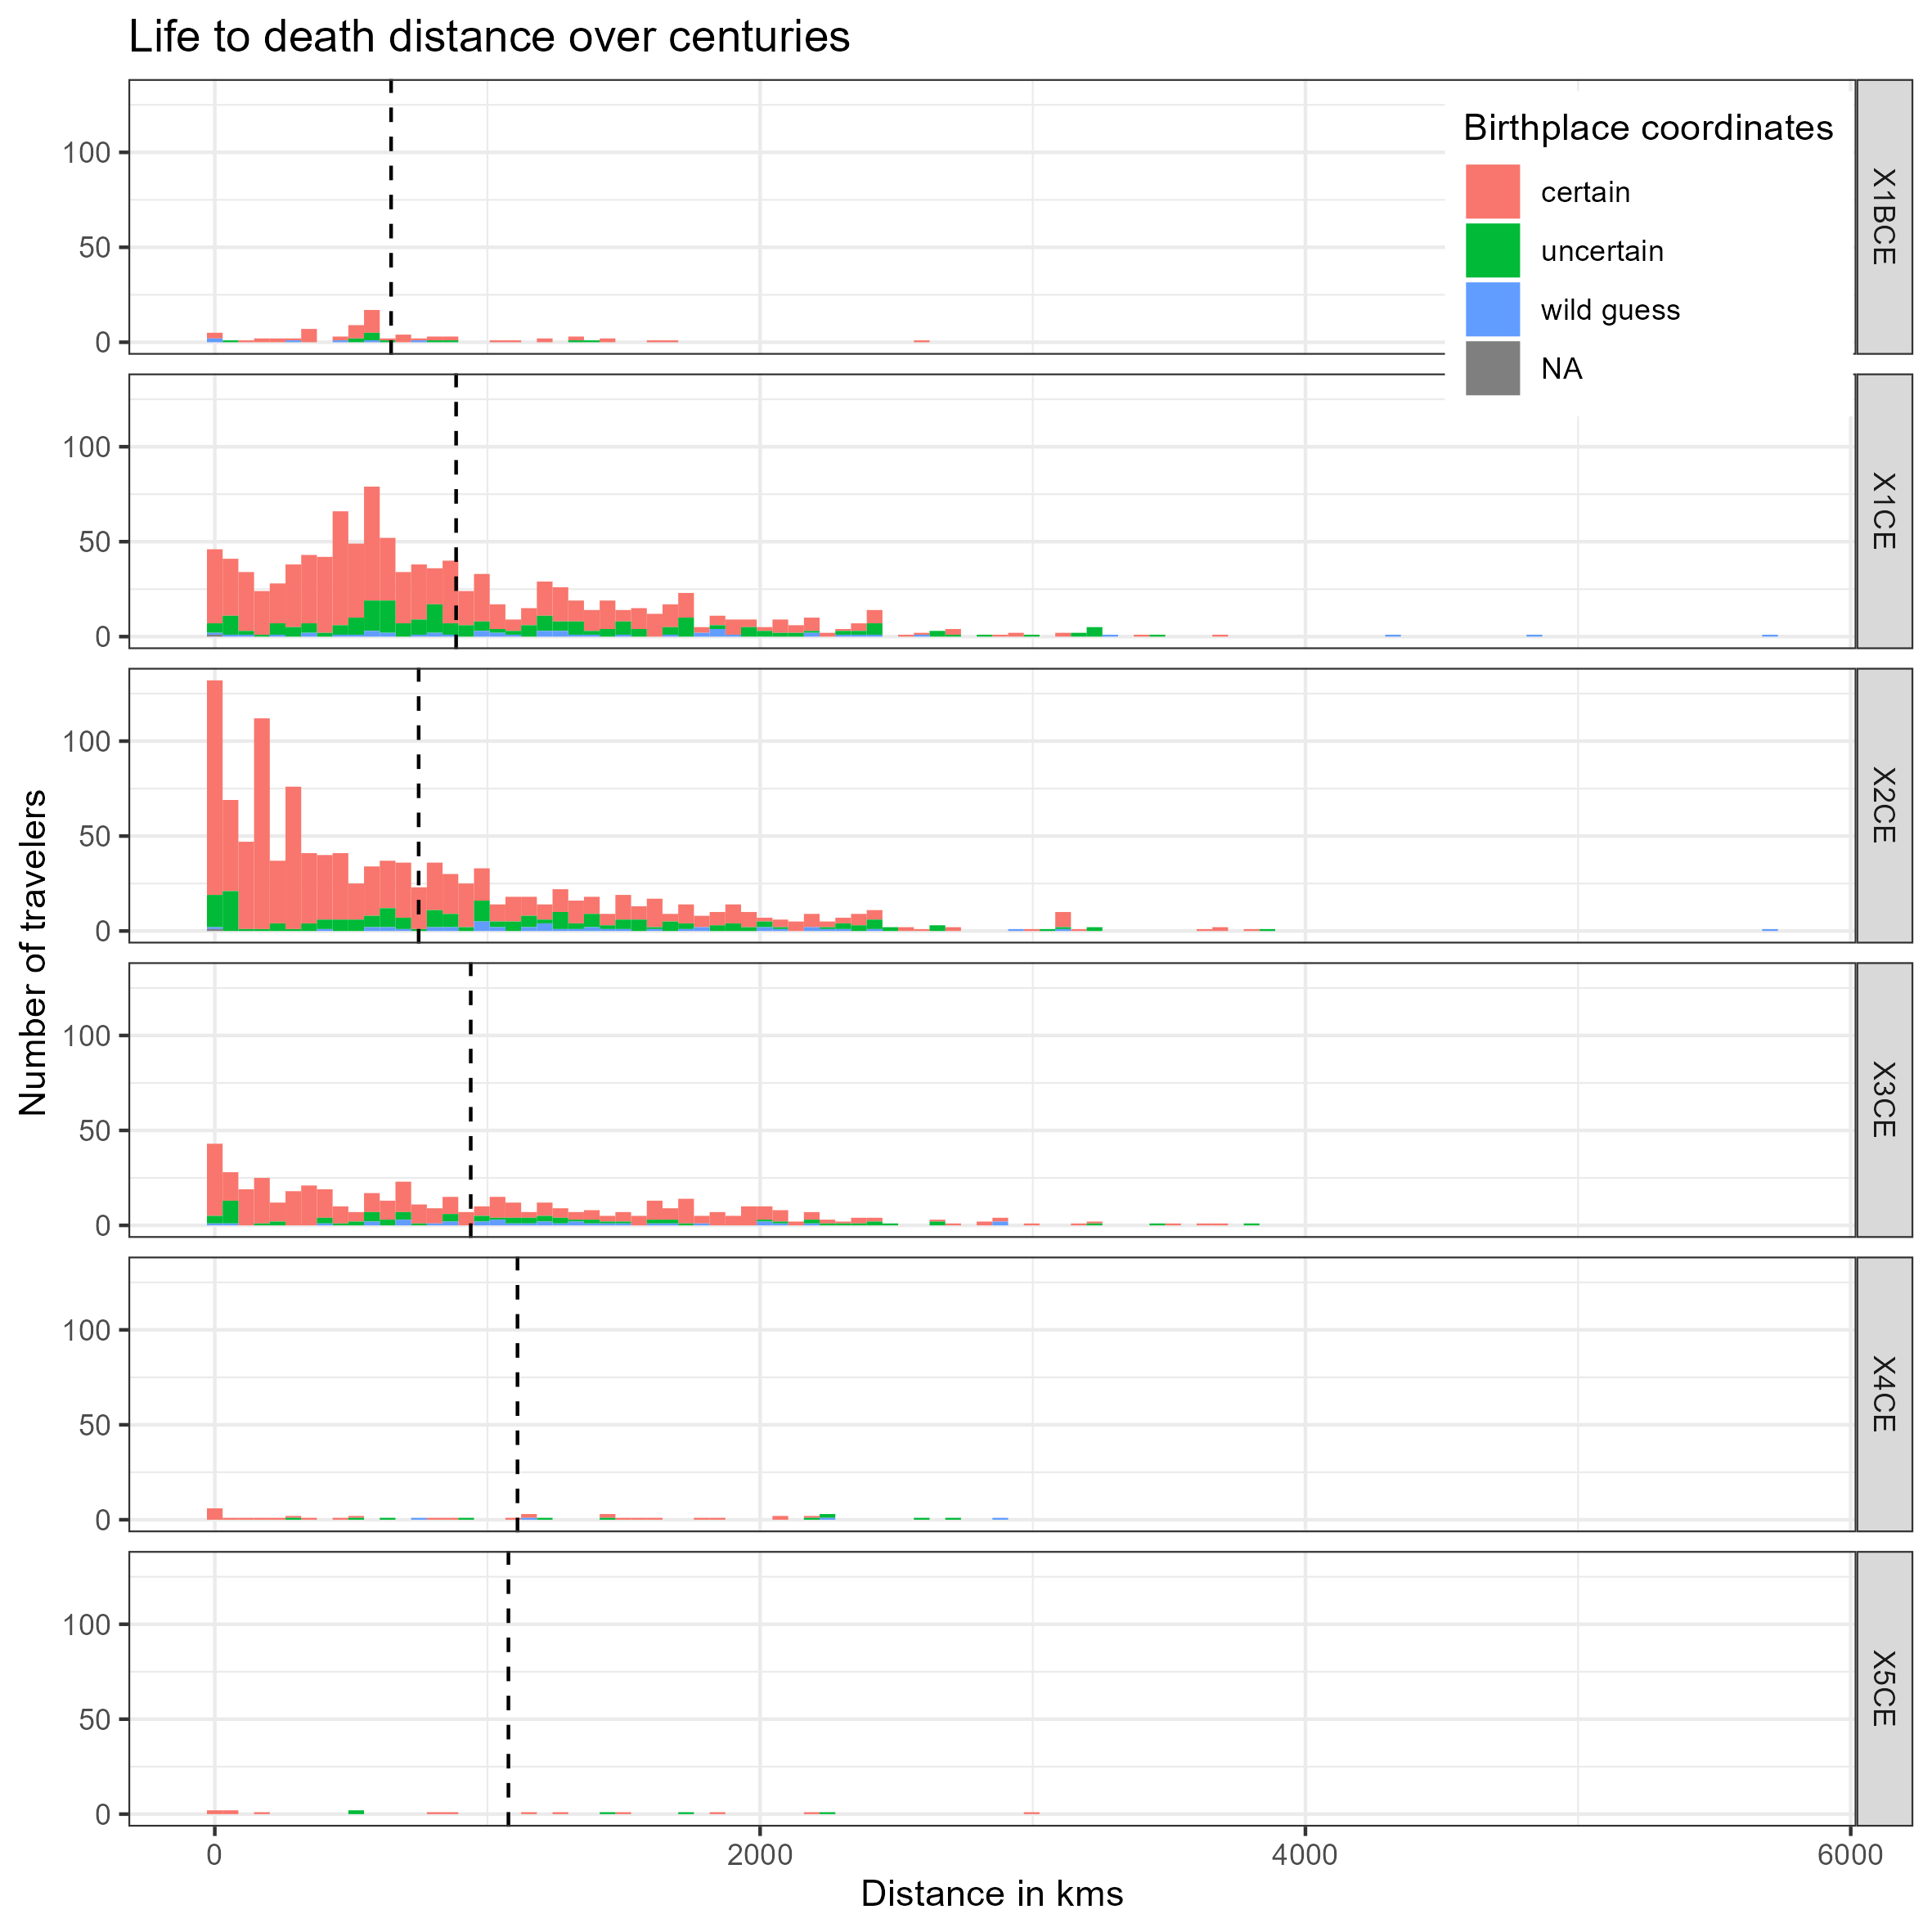 Life to death distance over centuries
Birthplace coordinates
certain
uncertain
wild guess
NA
100
50
0
X1BCE
100
50
0
X1CE
100
50
0
X2CE
100
50
0
X3CE
100
50
0
X4CE
100
50
0
X5CE
Number of travelers
0 2000 4000 6000
Distance in kms